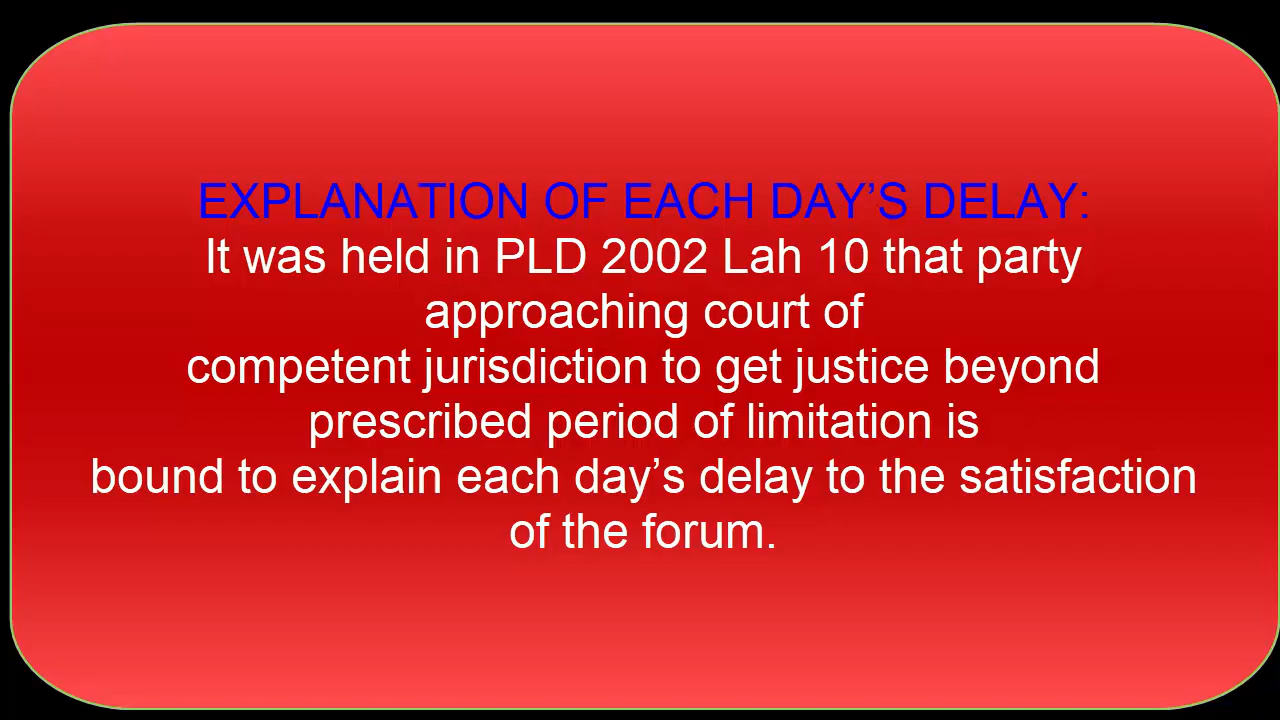 EXPLANATION OF EACH DAY’S DELAY:
It was held in PLD 2002 Lah 10 that party
approaching court of
competent jurisdiction to get justice beyond
prescribed period of limitation is
bound to explain each day’s delay to the satisfaction
of the forum.